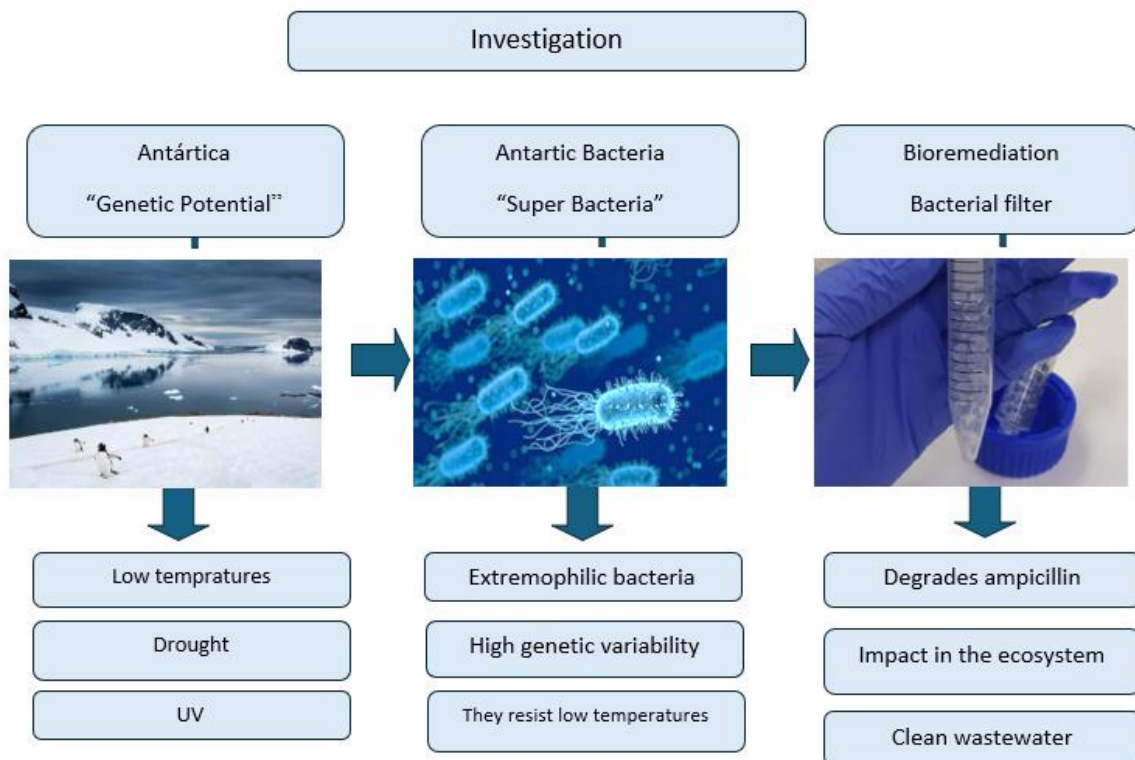 Investigation
Antártica
“Genetic Potential”
Antartic Bacteria
“Super Bacteria”
Bioremediation
Bacterial filter
Low tempratures
Drought
UV
Extremophilic bacteria
High genetic variability
They resist low temperatures
Degrades ampicillin
Impact in the ecosystem
Clean wastewater